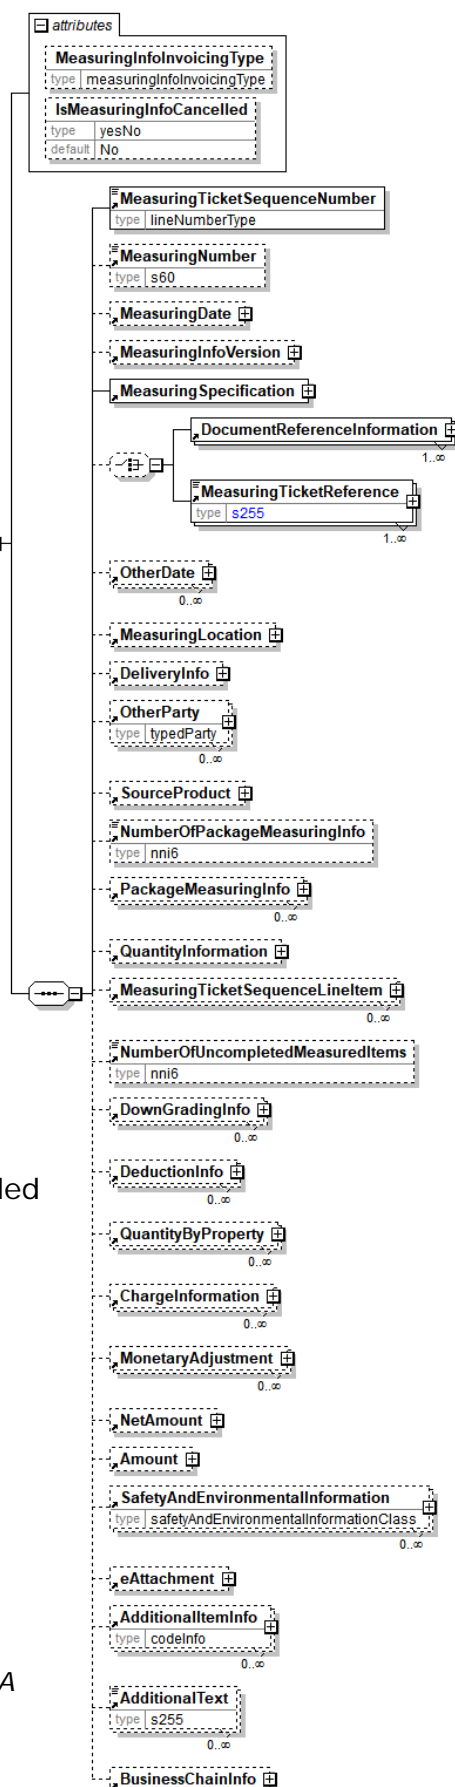 attributes
MeasuringInfoInvoicingType
type measuringInfoInvoicingType
IsMeasuringInfoCancelled
type yesNo
default No
MeasuringTicketSequenceNumber
type lineNumberType
MeasuringNumber
type s60
MeasuringDate
MeasuringInfoVersion
MeasuringSpecification
DocumentReferenceInformation
1..∞
MeasuringTicketReference
type s255
1..∞
OtherDate
0..∞
MeasuringLocation
DeliveryInfo
OtherParty
type typedParty
0..∞
SourceProduct
NumberOfPackageMeasuringInfo
type nni6
PackageMeasuringInfo
0..∞
QuantityInformation
MeasuringTicketSequenceLineItem
0..∞
NumberOfUncompletedMeasuredItems
type nni6
DownGradingInfo
0..∞
DeductionInfo
0..∞
led
QuantityByProperty
0..∞
ChargeInformation
0..∞
MonetaryAdjustment
0..∞
NetAmount
Amount
SafetyAndEnvironmentalInformation
type safetyAndEnvironmentalInformationClass
0..∞
eAttachment
AdditionalItemInfo
type codeInfo
0..∞
A
AdditionalText
type s255
0..∞
BusinessChainInfo